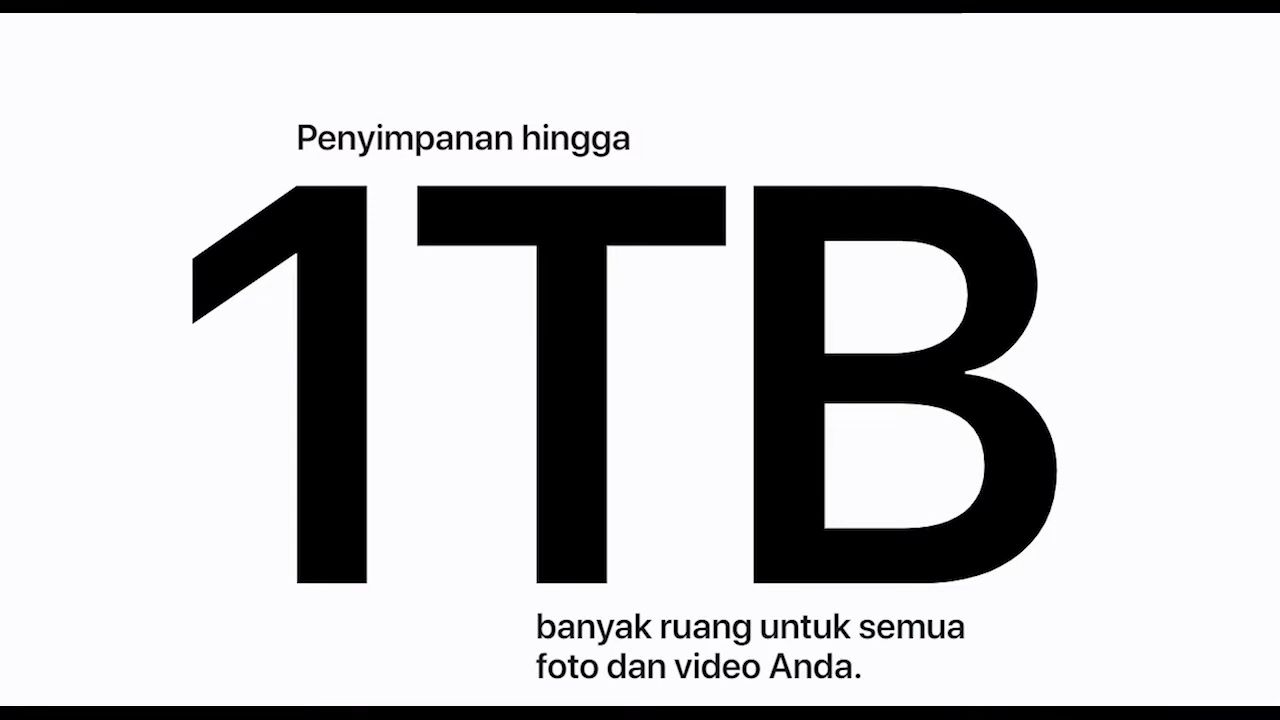 Penyimpanan hingga
1TB
banyak ruang untuk semua
foto dan video Anda.